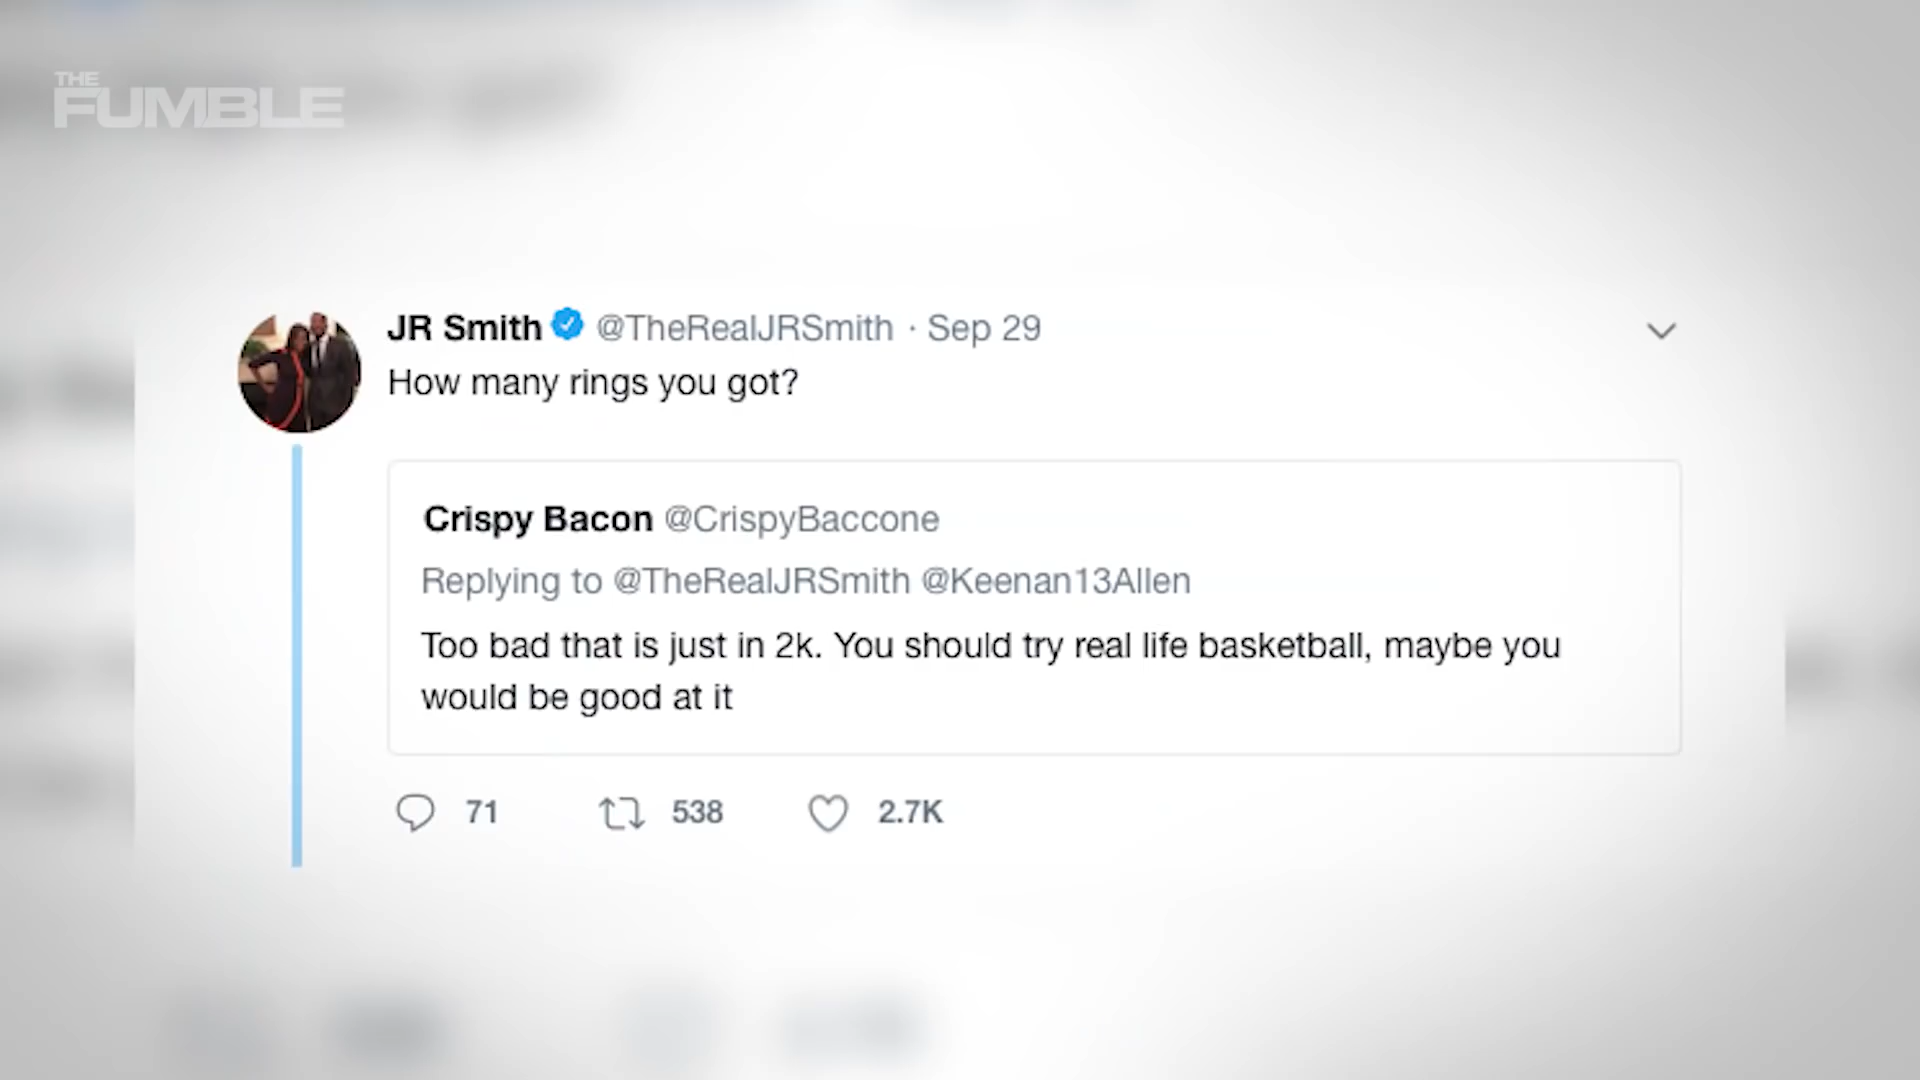 THE
FUMBLE
JR Smith @TheRealJRSmith · Sep 29
How many rings you got?
Crispy Bacon @CrispyBaccone
Replying to @TheRealJRSmith @Keenan13Allen
Too bad that is just in 2k. You should try real life basketball, maybe you
would be good at it
71 538 2.7K